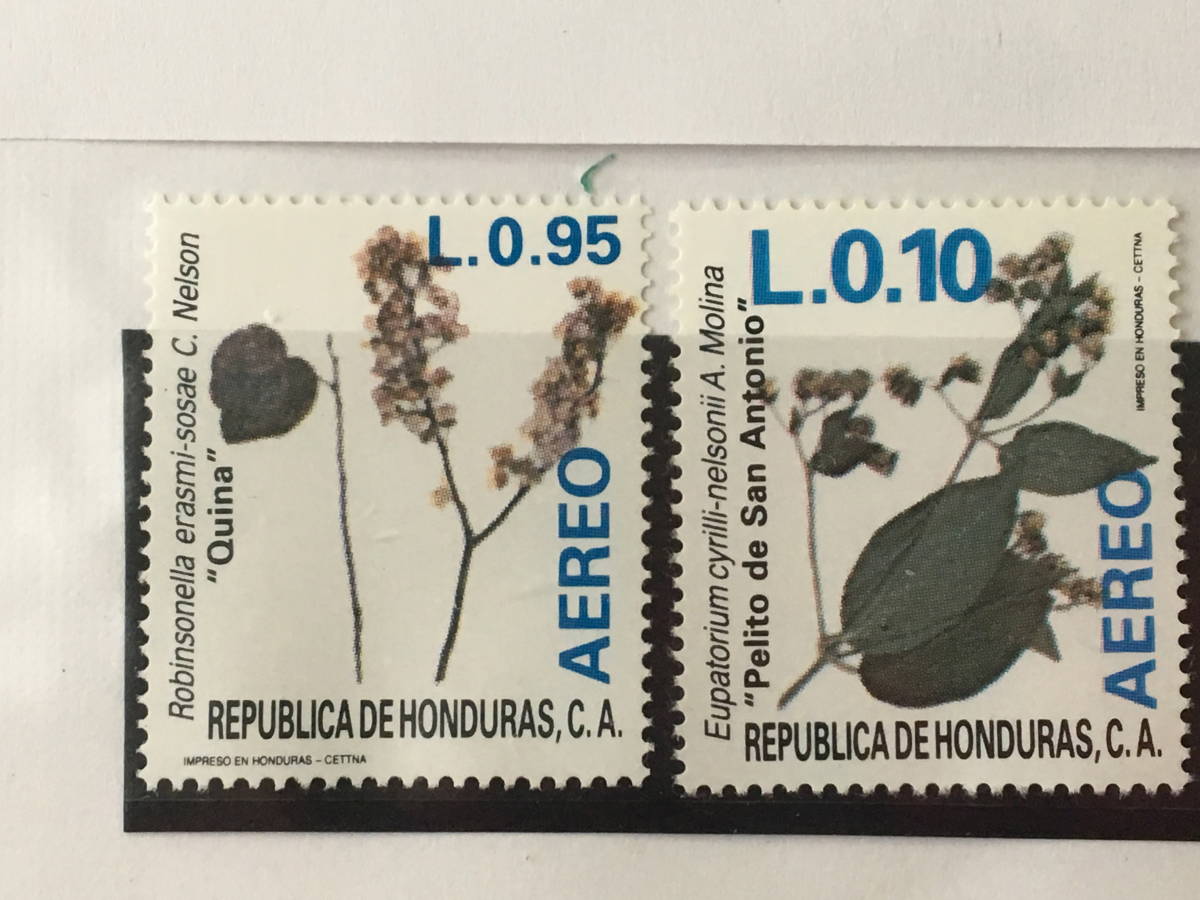 L.0.95
Robinsonella erasmi-sosae C. Nelson
"Quina"
AEREO
REPUBLICA DE HONDURAS, C. A.
IMPRESO EN HONDURAS – CETTNA
L.0.10
Eupatorium cyrilli-nelsonii A. Molina
"Pelito de San Antonio"
IMPRESO EN HONDURAS – CETTNA
AEREO
REPUBLICA DE HONDURAS, C. A.